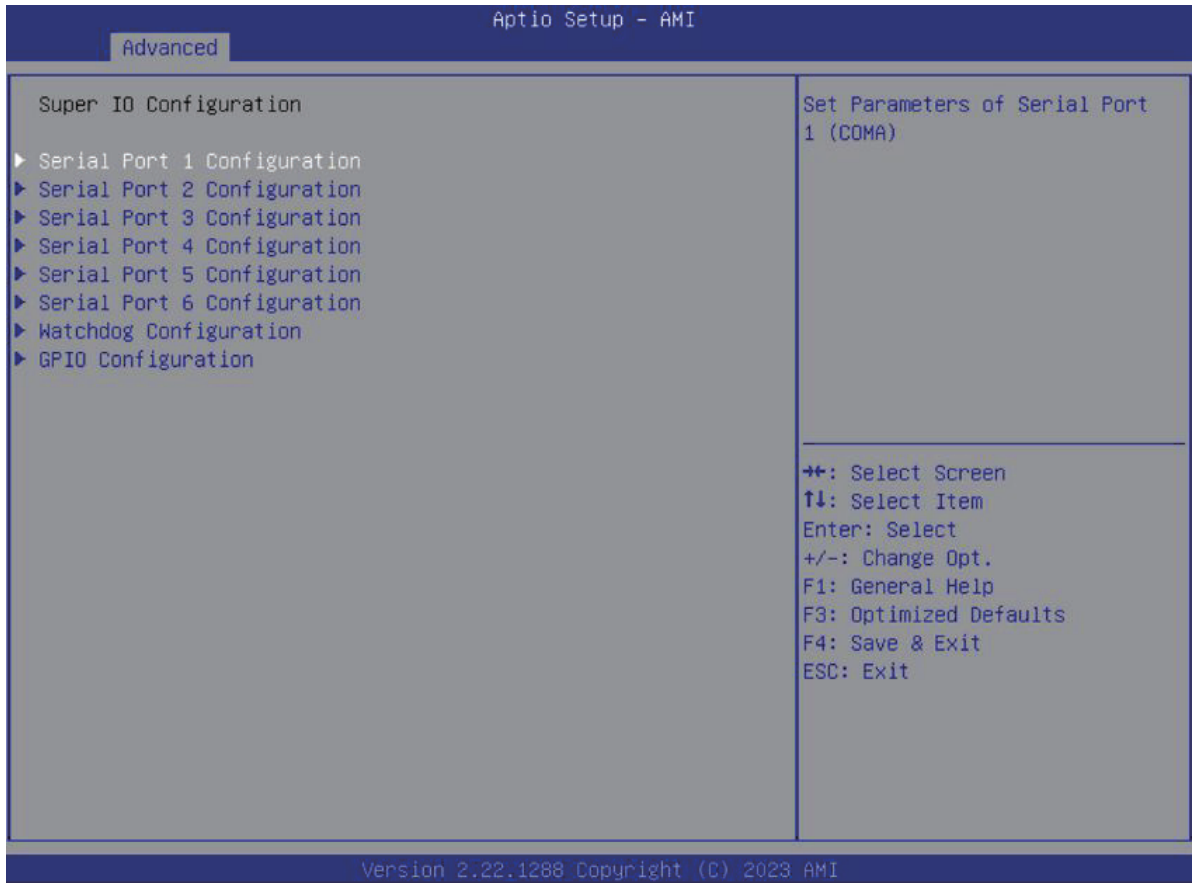 Aptio Setup - AMI
Advanced
Super IO Configuration
▶ Serial Port 1 Configuration
▶ Serial Port 2 Configuration
▶ Serial Port 3 Configuration
▶ Serial Port 4 Configuration
▶ Serial Port 5 Configuration
▶ Serial Port 6 Configuration
▶ Watchdog Configuration
▶ GPIO Configuration
Set Parameters of Serial Port
1 (COMA)
→←: Select Screen
↑↓: Select Item
Enter: Select
+/-: Change Opt.
F1: General Help
F3: Optimized Defaults
F4: Save & Exit
ESC: Exit
Version 2.22.1288 Copyright (C) 2023 AMI